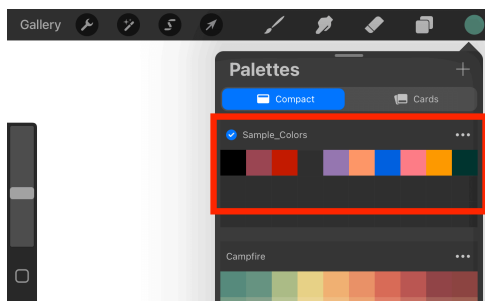 Gallery
Palettes
Compact
Cards
Sample_Colors
Campfire